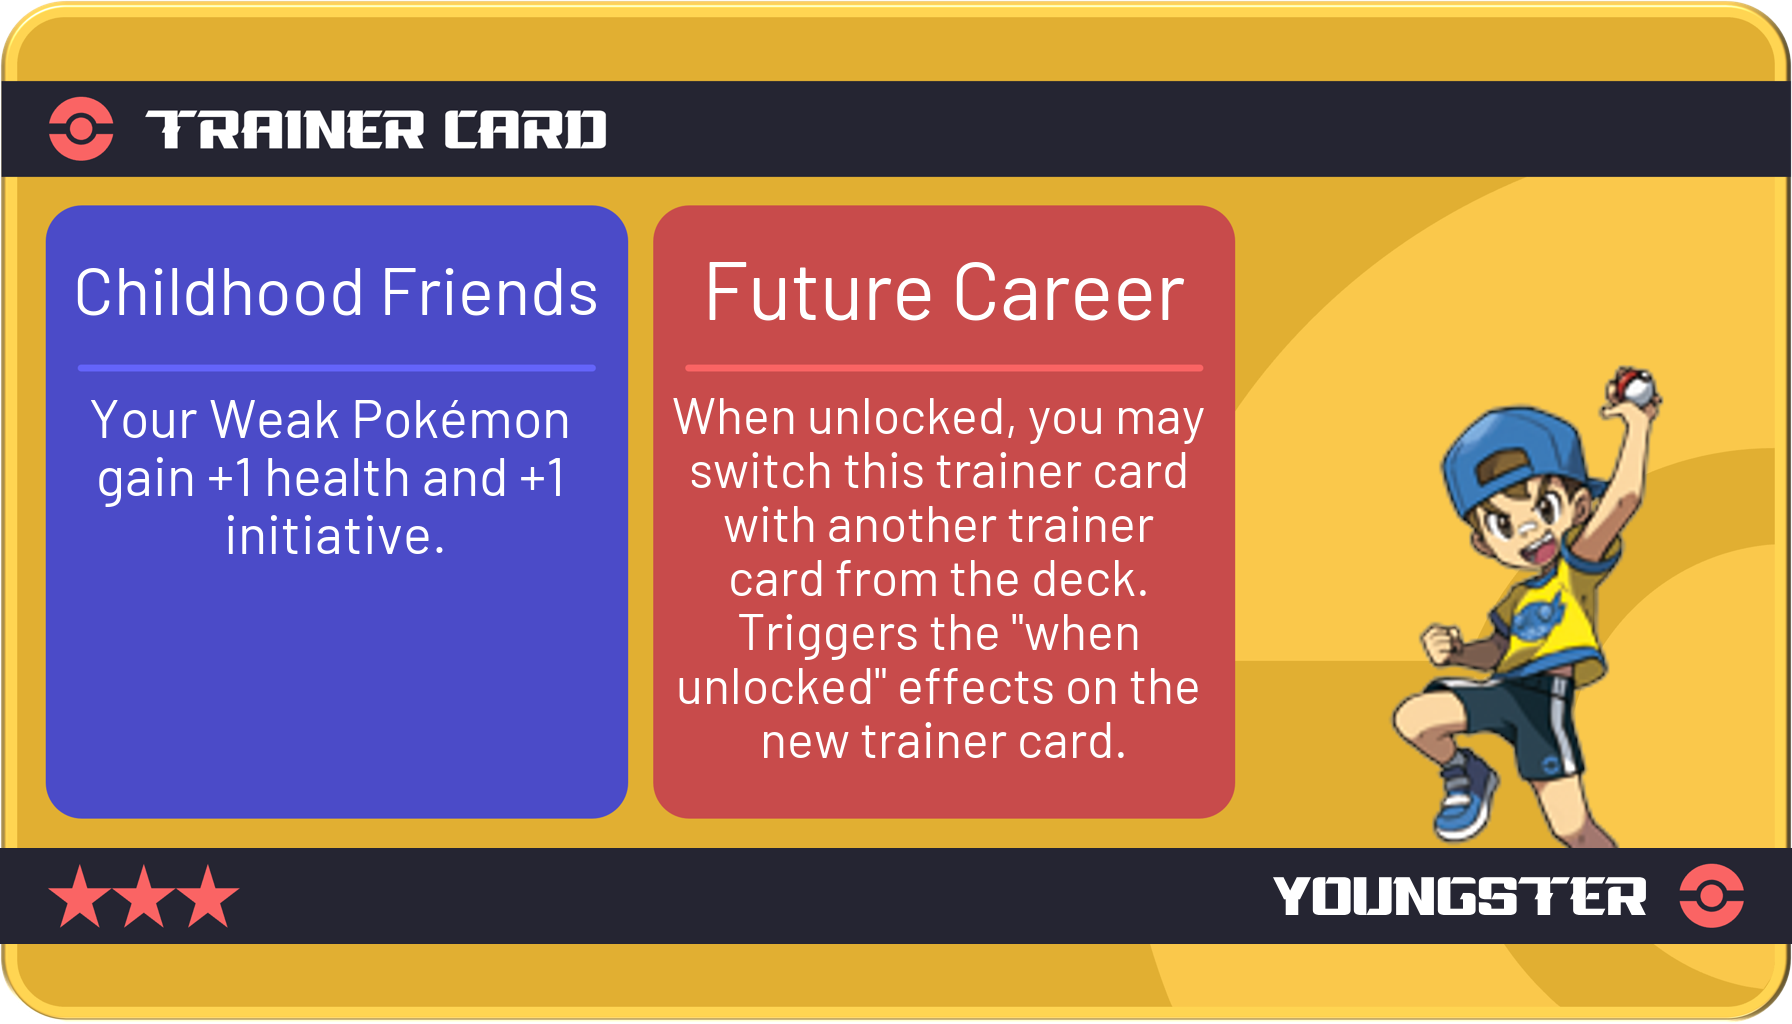 TRAINER CARD
Childhood Friends
Your Weak Pokémon
gain +1 health and +1
initiative.
Future Career
When unlocked, you may
switch this trainer card
with another trainer
card from the deck.
Triggers the "when
unlocked" effects on the
new trainer card.
YOUNGSTER